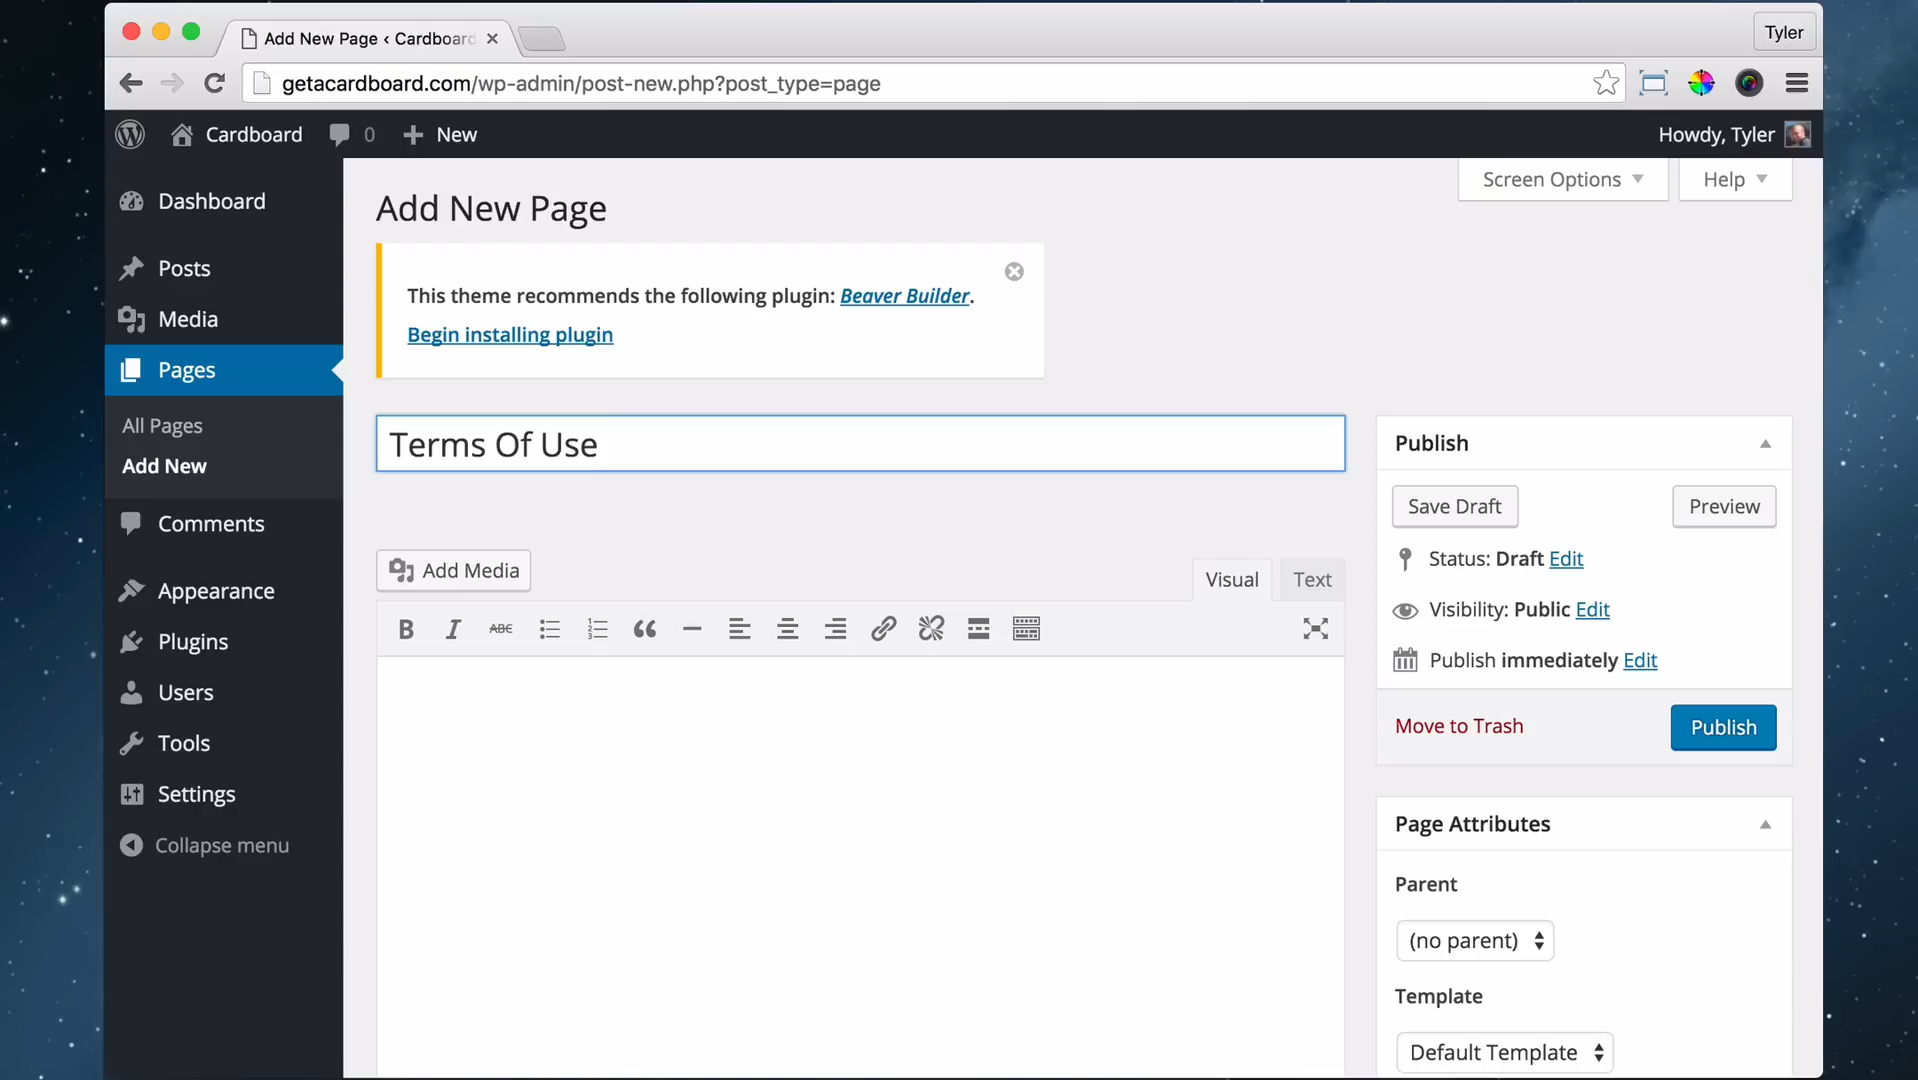 Add New Page ‹ Cardboard
Tyler
getacardboard.com/wp-admin/post-new.php?post_type=page
Cardboard 0 New
Howdy, Tyler
Dashboard
Posts
Media
Pages
All Pages
Add New
Comments
Appearance
Plugins
Users
Tools
Settings
Collapse menu
Screen Options
Help
Add New Page
This theme recommends the following plugin: Beaver Builder.
Begin installing plugin
Terms Of Use
Add Media
Visual
Text
B I ABC
Publish
Save Draft
Preview
Status: Draft Edit
Visibility: Public Edit
Publish immediately Edit
Move to Trash
Publish
Page Attributes
Parent
(no parent)
Template
Default Template